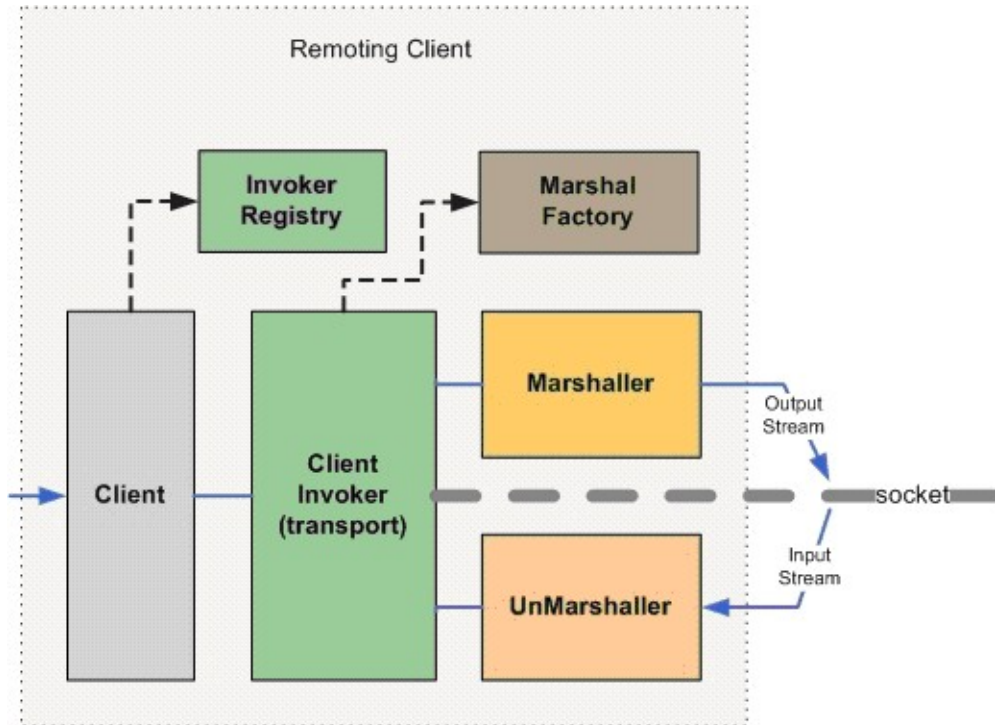 Remoting Client
Invoker
Registry
Marshal
Factory
Marshaller
Output
Stream
Client
Client
Invoker
(transport)
socket
Input
Stream
UnMarshaller